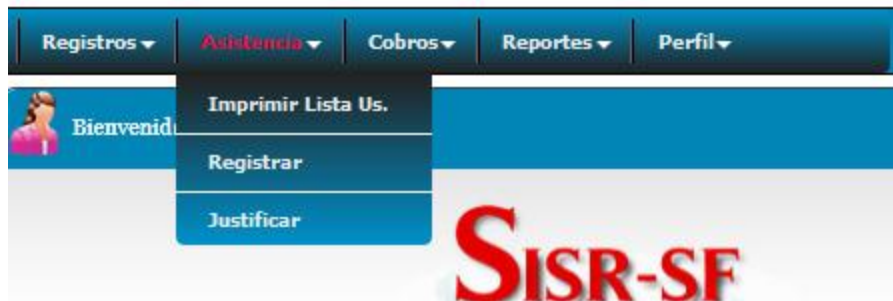 Registros Asistencia Cobros Reportes Perfil
Imprimir Lista Us.
Bienvenid
Registrar
Justificar
SISR-SF